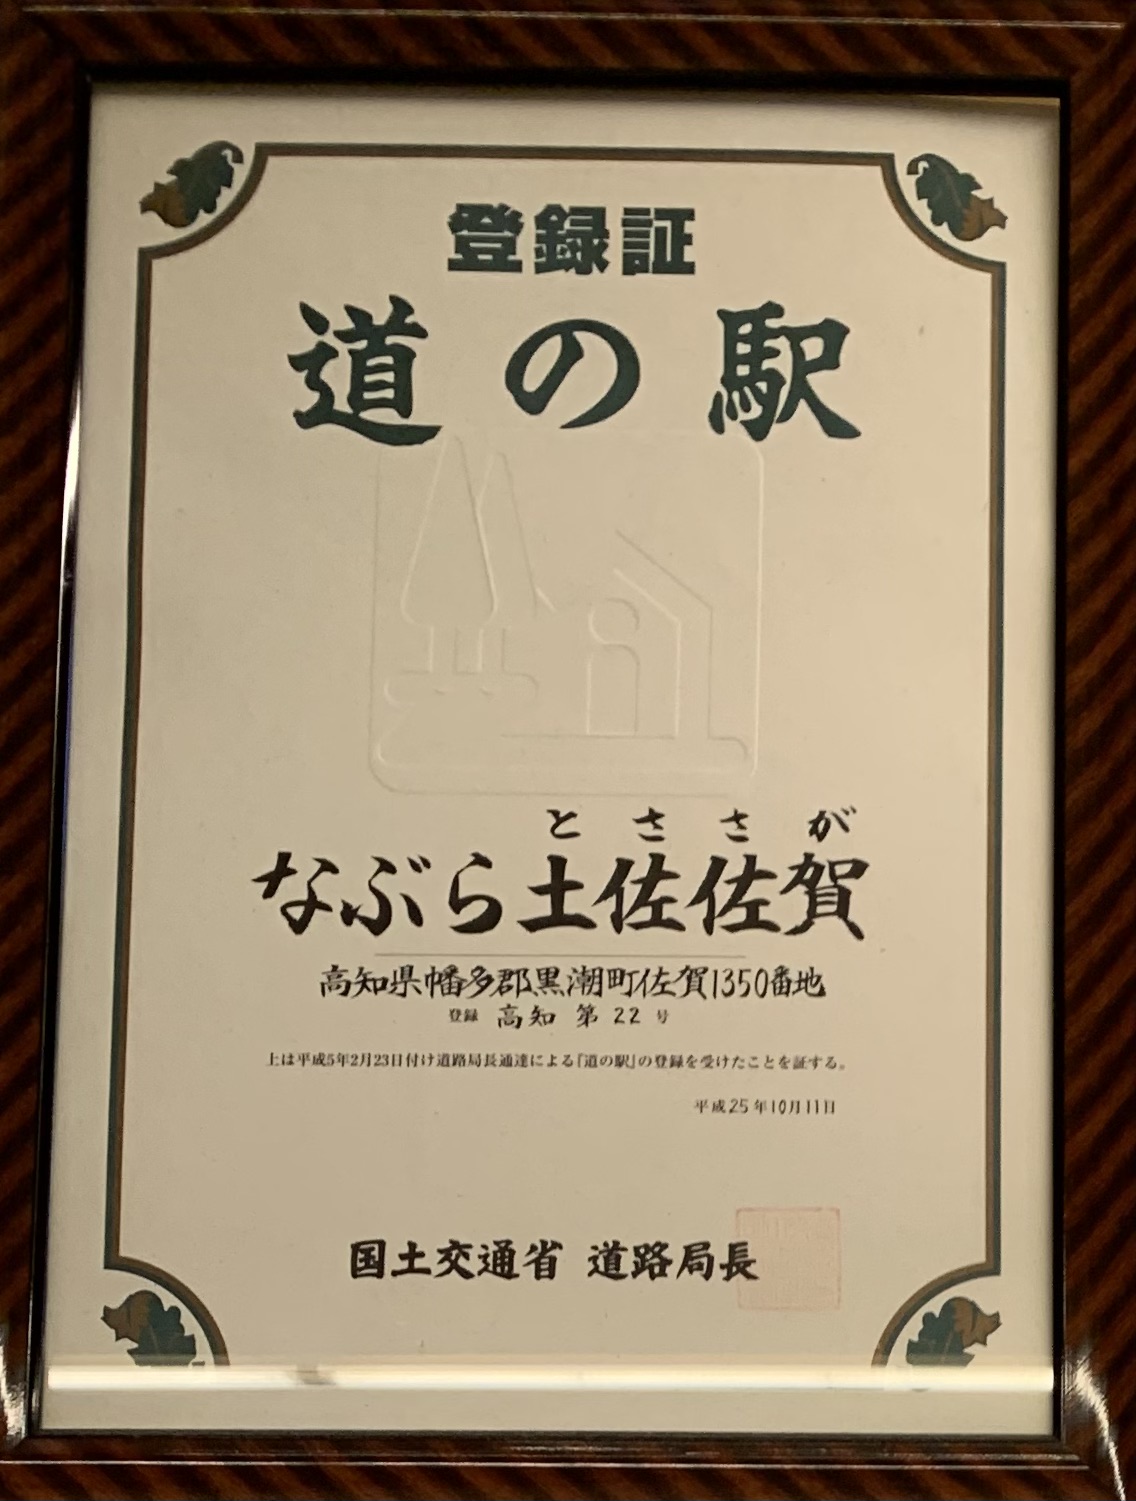 登録証
道の駅
とささが
なぶら土佐佐賀
高知県幡多郡黒潮町佐賀1350番地
登録 高知 第 22 号
上は平成5年2月23日付け道路局長通達による「道の駅」の登録を受けたことを証する。
平成25年10月11日
国土交通省 道路局長